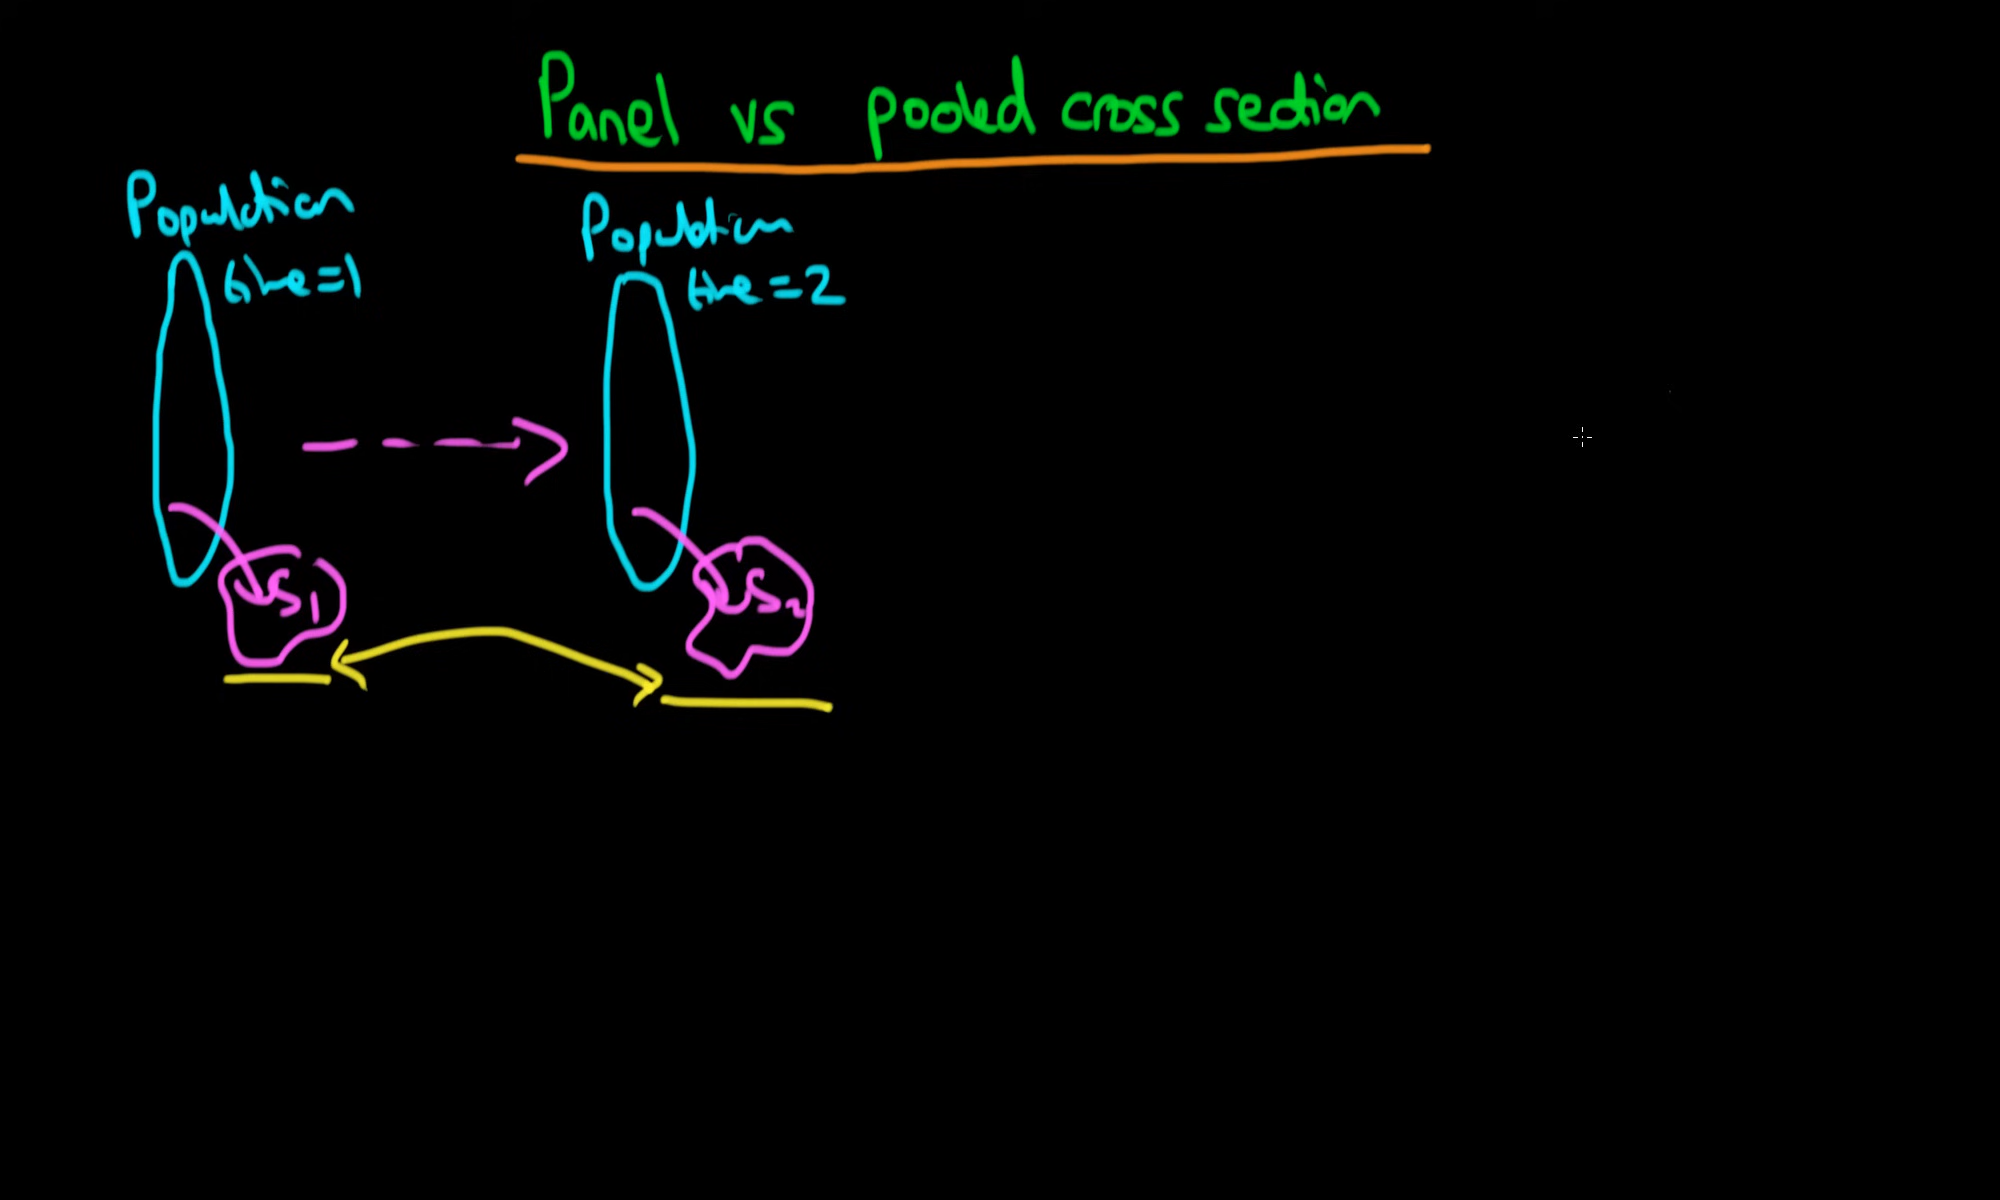 Panel vs pooled cross section
Population
time=1
Population
time=2
S1
S2